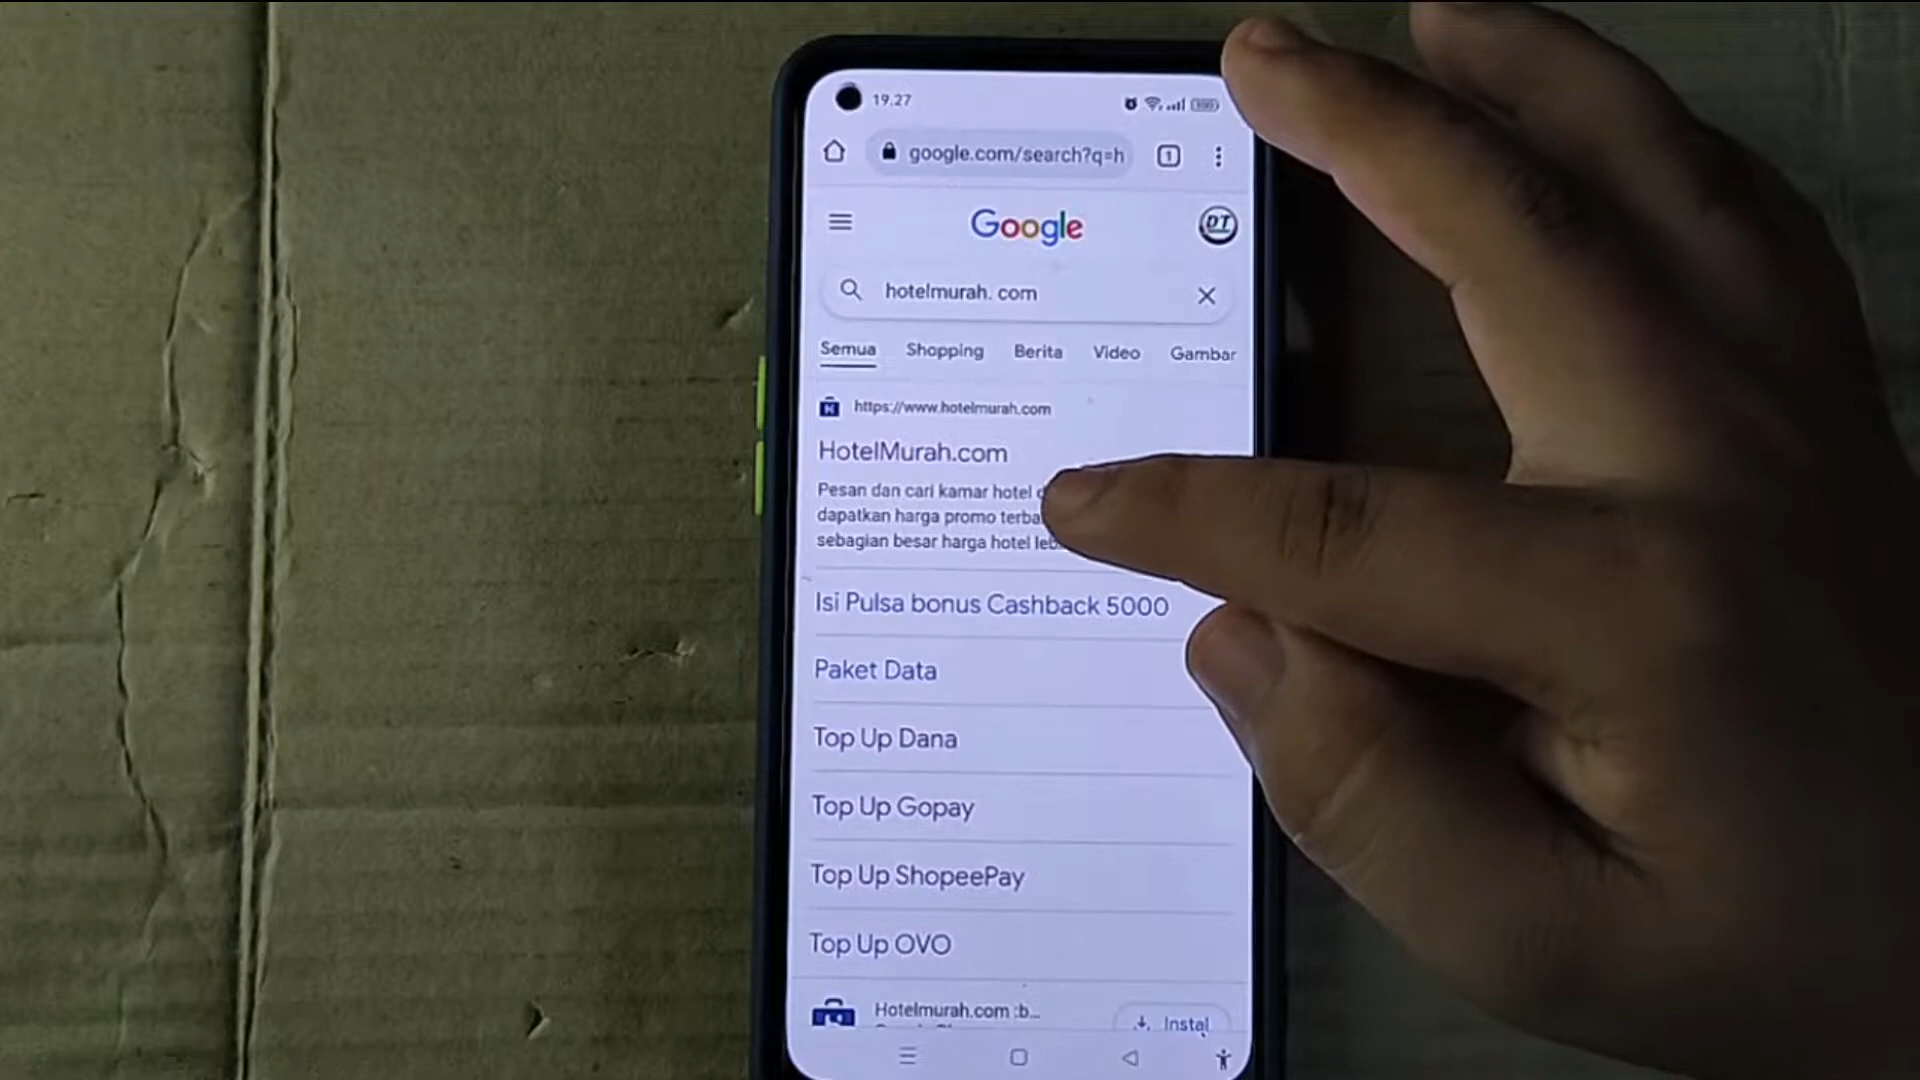 19.27
google.com/search?q=h
1
Google
DT
hotelmurah. com
Semua Shopping Berita Video Gambar
https://www.hotelmurah.com
HotelMurah.com
Pesan dan cari kamar hotel
dapatkan harga promo
sebagian besar harga hotel
Isi Pulsa bonus Cashback 5000
Paket Data
Top Up Dana
Top Up Gopay
Top Up ShopeePay
Top Up OVO
Hotelmurah.com :b...
Instal